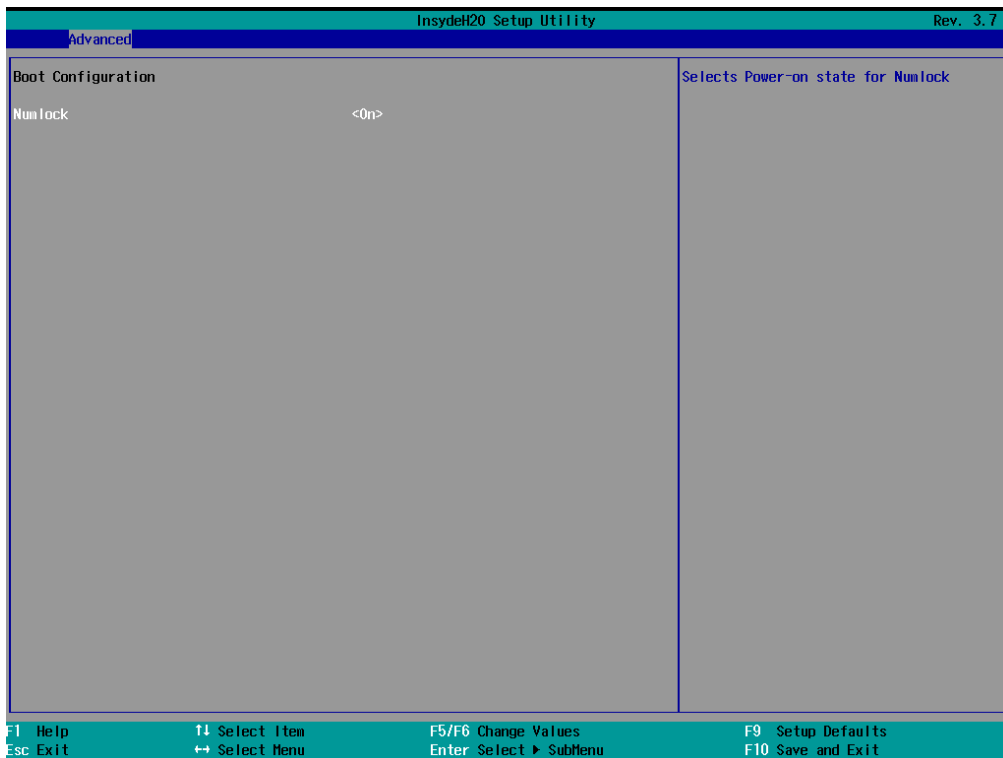 InsydeH20 Setup Utility Rev. 3.7
Advanced
Boot Configuration
Selects Power-on state for Numlock
Numlock <On>
F1 Help ↑↓ Select Item F5/F6 Change Values F9 Setup Defaults
Esc Exit ↔ Select Menu Enter Select ▶ SubMenu F10 Save and Exit